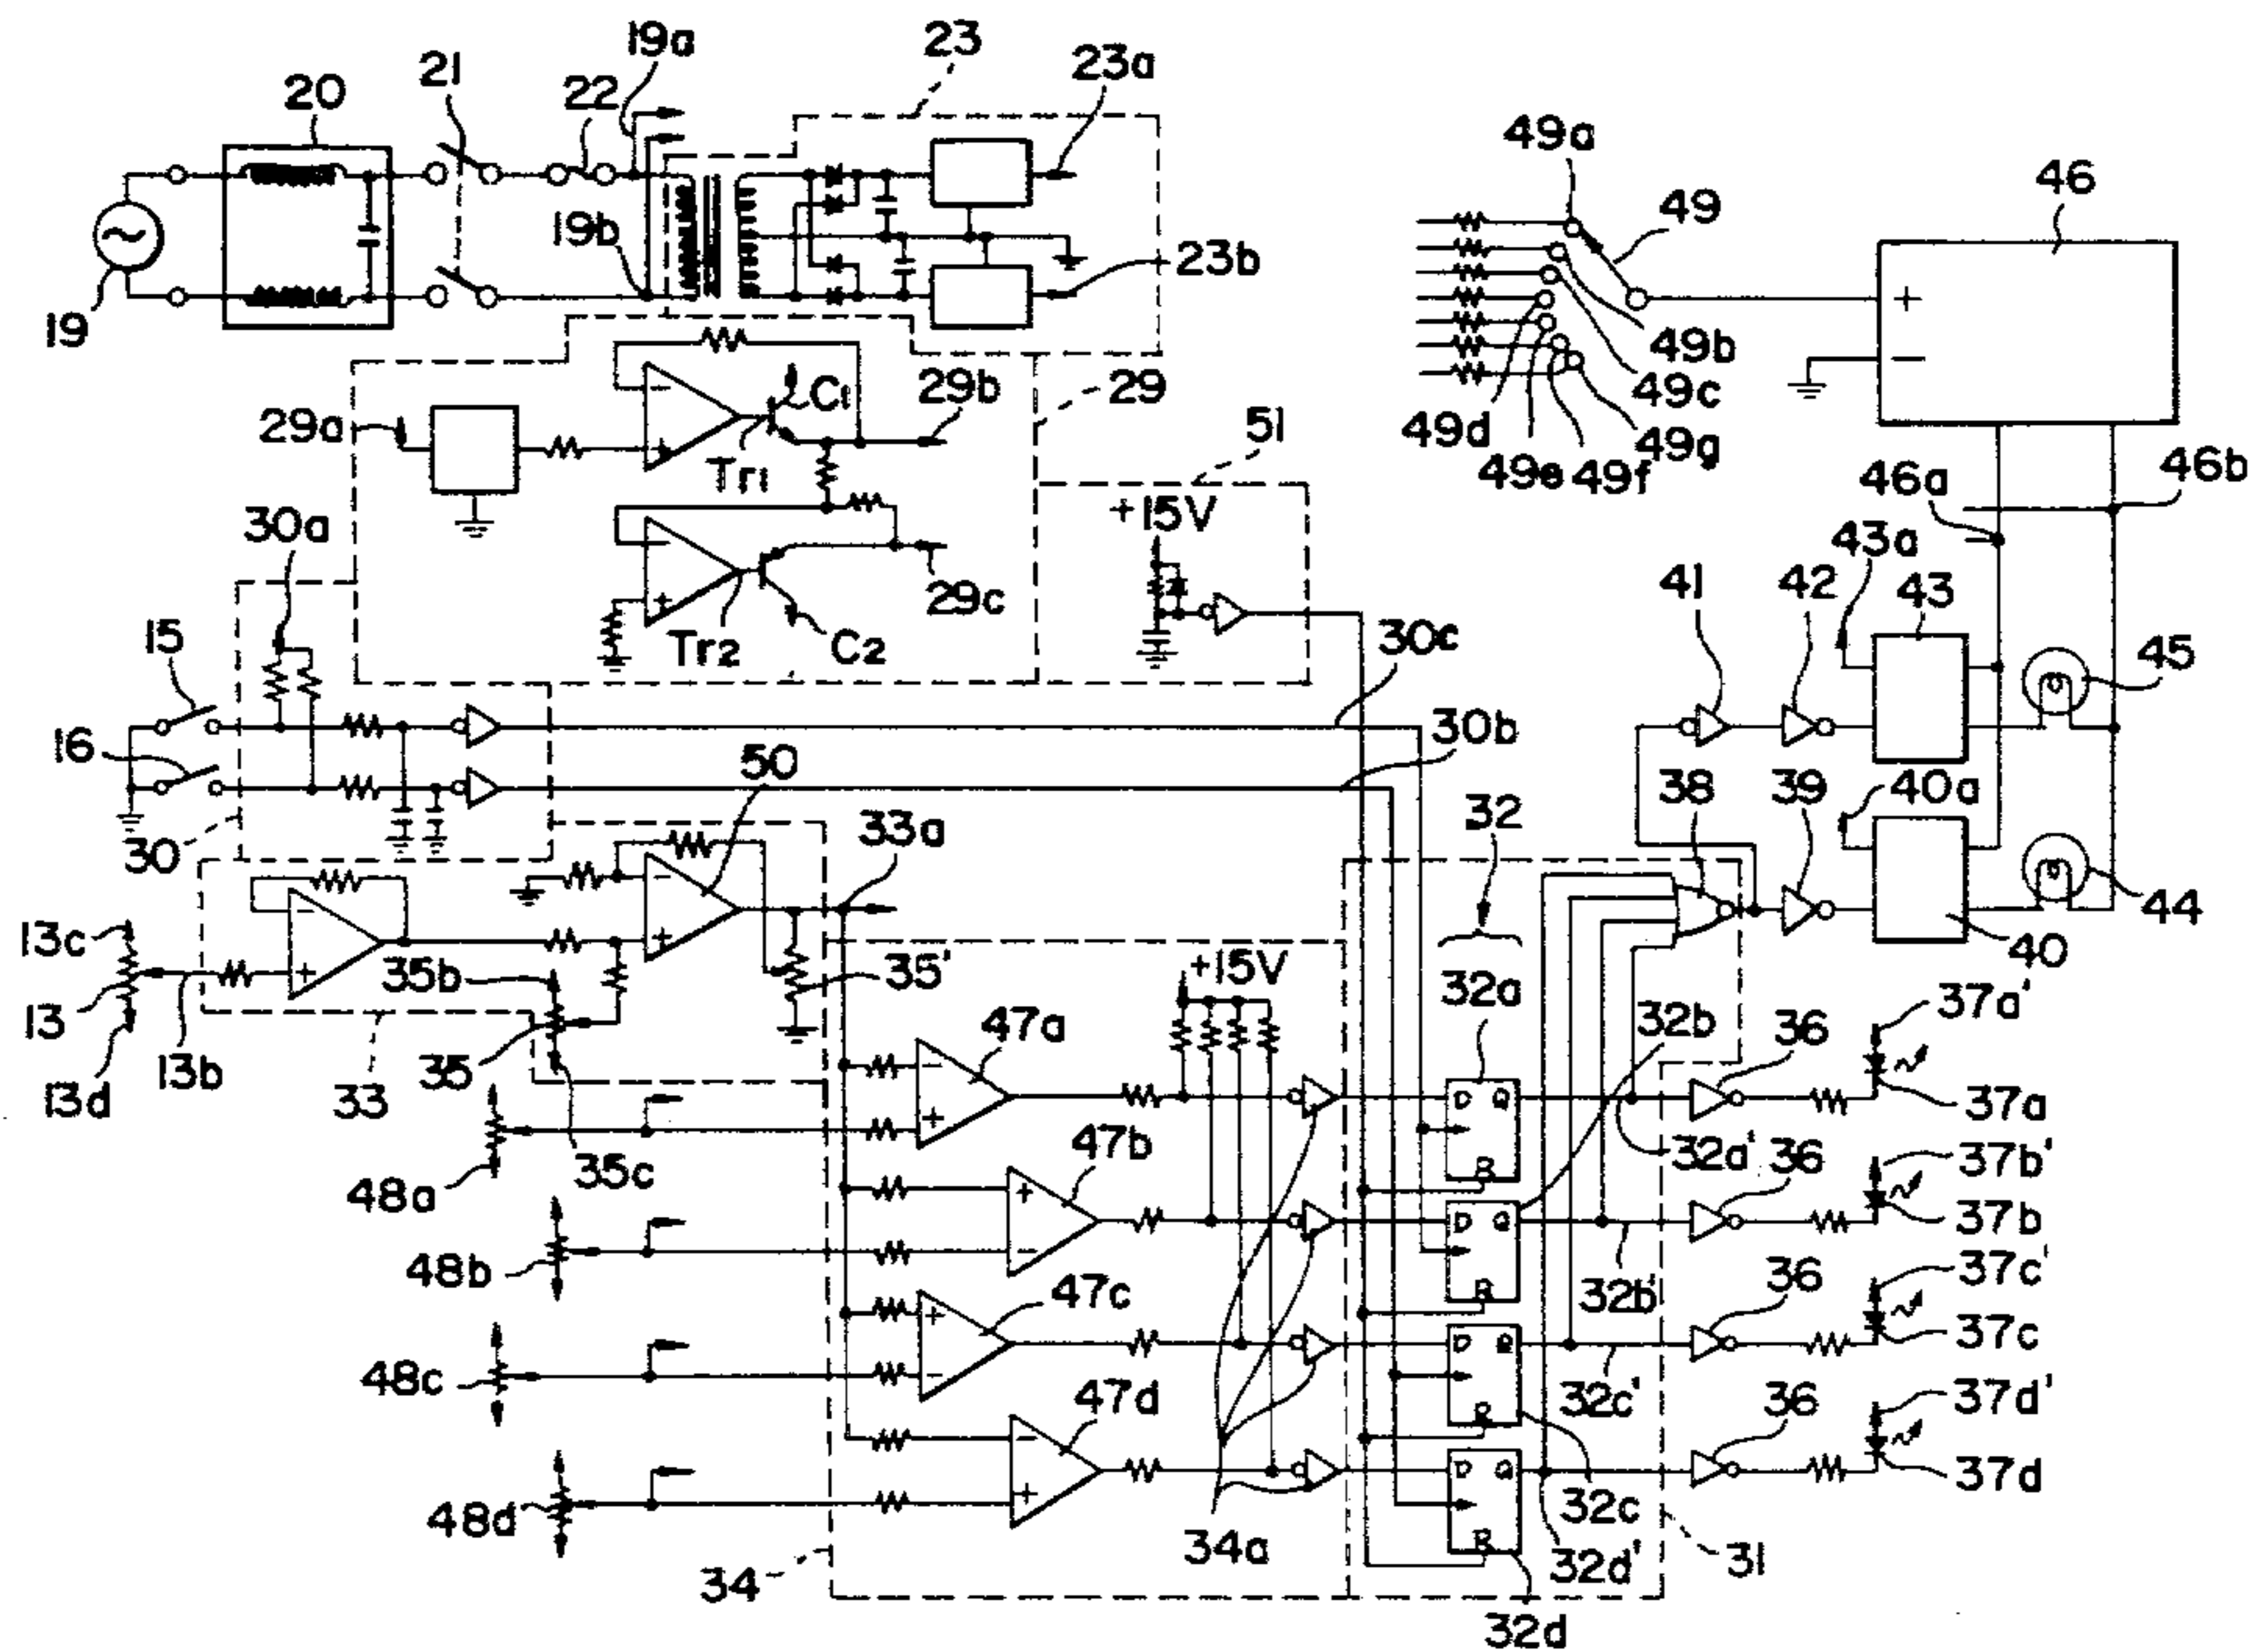 19a
23
23a
21
20
22
49a
46
49
19b
23b
19
+
−
49b
C1
29b
29
49c
29a
51
49d
49g
Tr1
49e
49f
46b
46a
+15V
30a
43a
29c
41
42
43
15
Tr2
C2
30c
45
16
30b
50
38
39
40a
32
33a
30
44
13c
35b
35'
+15V
40
32a
37a'
13
47a
32b
36
35
13b
33
13d
37a
47b
32a'
36
37b'
48a
35c
37b
48b
47c
32b'
36
37c'
37c
48c
47d
32c'
36
37d'
37d
48d
34a
32c
34
32d'
31
32d
− + − + − + − + − + + − + − − +
D Q
R
D Q
R
D Q
R
D Q
R